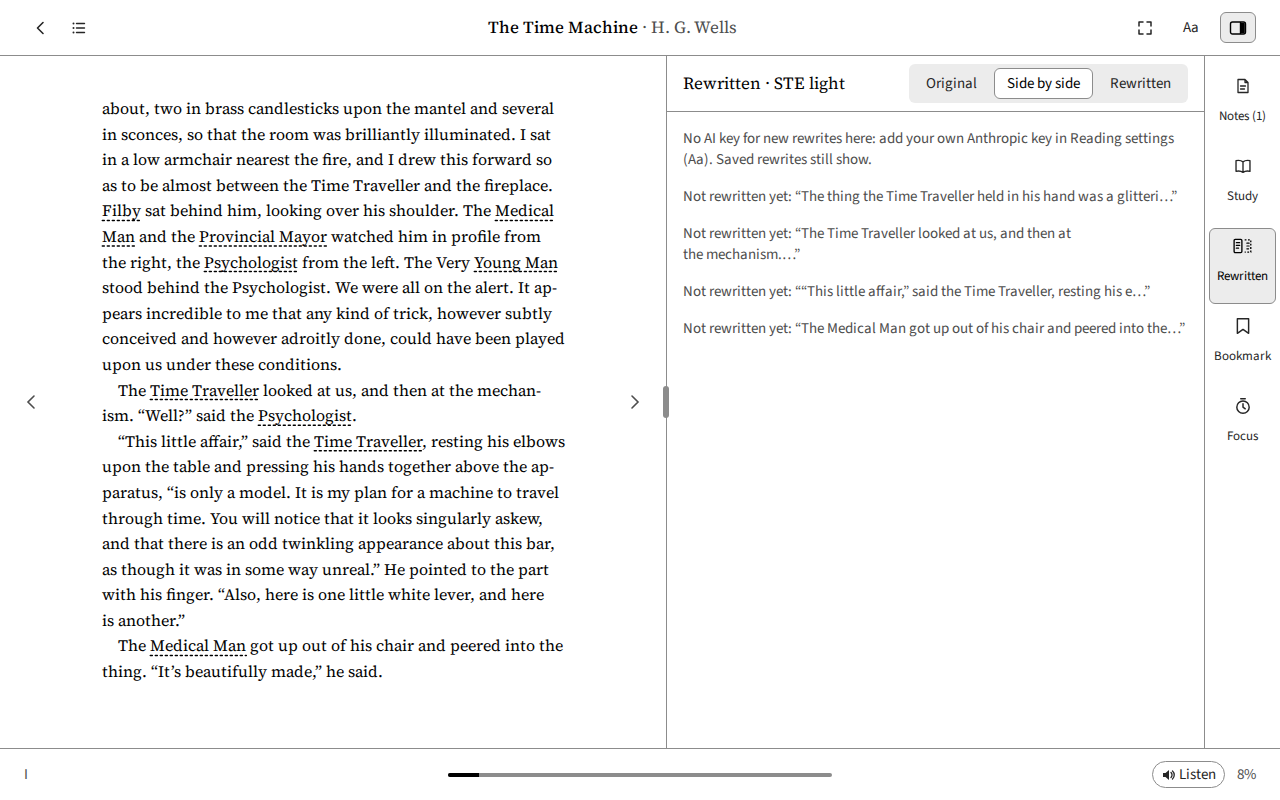 The Time Machine · H. G. Wells
Aa
about, two in brass candlesticks upon the mantel and several
in sconces, so that the room was brilliantly illuminated. I sat
in a low armchair nearest the fire, and I drew this forward so
as to be almost between the Time Traveller and the fireplace.
Filby sat behind him, looking over his shoulder. The Medical
Man and the Provincial Mayor watched him in profile from
the right, the Psychologist from the left. The Very Young Man
stood behind the Psychologist. We were all on the alert. It ap-
pears incredible to me that any kind of trick, however subtly
conceived and however adroitly done, could have been played
upon us under these conditions.
The Time Traveller looked at us, and then at the mechan-
ism. “Well?” said the Psychologist.
“This little affair,” said the Time Traveller, resting his elbows
upon the table and pressing his hands together above the ap-
paratus, “is only a model. It is my plan for a machine to travel
through time. You will notice that it looks singularly askew,
and that there is an odd twinkling appearance about this bar,
as though it was in some way unreal.” He pointed to the part
with his finger. “Also, here is one little white lever, and here
is another.”
The Medical Man got up out of his chair and peered into the
thing. “It’s beautifully made,” he said.
Rewritten · STE light
Original
Side by side
Rewritten
No AI key for new rewrites here: add your own Anthropic key in Reading settings
(Aa). Saved rewrites still show.
Not rewritten yet: “The thing the Time Traveller held in his hand was a glitteri…”
Not rewritten yet: “The Time Traveller looked at us, and then at
the mechanism.…”
Not rewritten yet: ““This little affair,” said the Time Traveller, resting his e…”
Not rewritten yet: “The Medical Man got up out of his chair and peered into the…”
Notes (1)
Study
Rewritten
Bookmark
Focus
I
Listen
8%